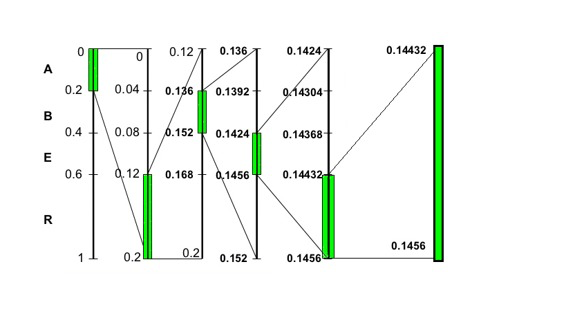 0 0 0.12 0.136 0.1424 0.14432
A
0.2 0.04 0.136 0.1392 0.14304
B
0.4 0.08 0.152 0.1424 0.14368
E
0.6 0.12 0.168 0.1456 0.14432
R
1 0.2 0.2 0.152 0.1456 0.1456